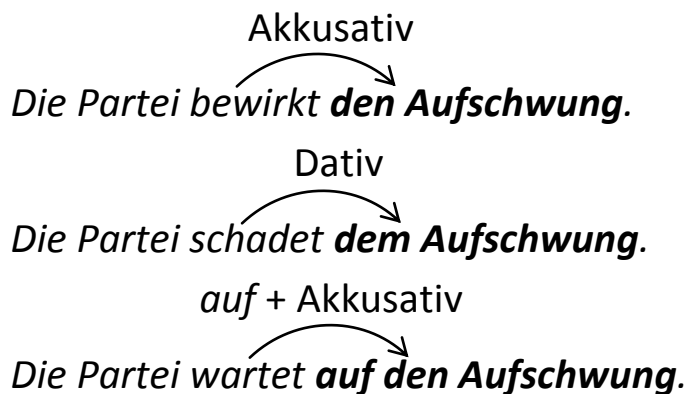 Akkusativ
Die Partei bewirkt den Aufschwung.
Dativ
Die Partei schadet dem Aufschwung.
auf + Akkusativ
Die Partei wartet auf den Aufschwung.